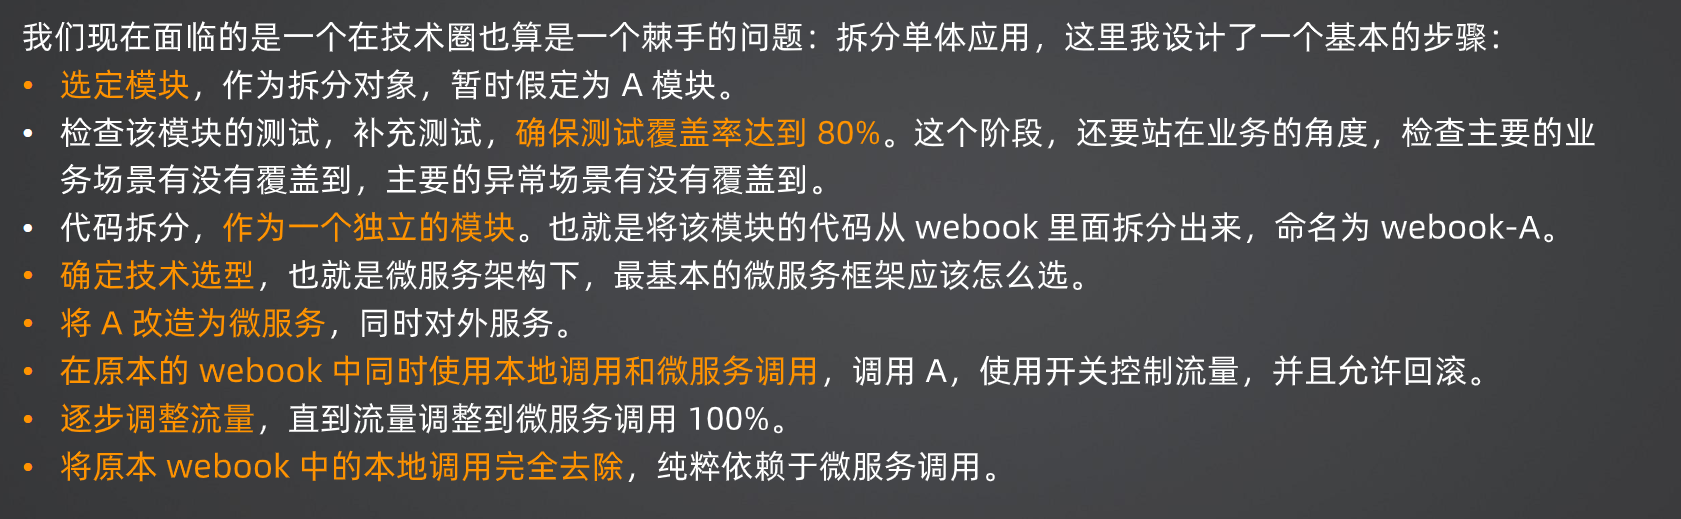 我们现在面临的是一个在技术圈也算是一个棘手的问题：拆分单体应用，这里我设计了一个基本的步骤：
• 选定模块，作为拆分对象，暂时假定为 A 模块。
• 检查该模块的测试，补充测试，确保测试覆盖率达到 80%。这个阶段，还要站在业务的角度，检查主要的业
务场景有没有覆盖到，主要的异常场景有没有覆盖到。
• 代码拆分，作为一个独立的模块。也就是将该模块的代码从 webook 里面拆分出来，命名为 webook-A。
• 确定技术选型，也就是微服务架构下，最基本的微服务框架应该怎么选。
• 将 A 改造为微服务，同时对外服务。
• 在原本的 webook 中同时使用本地调用和微服务调用，调用 A，使用开关控制流量，并且允许回滚。
• 逐步调整流量，直到流量调整到微服务调用 100%。
• 将原本 webook 中的本地调用完全去除，纯粹依赖于微服务调用。